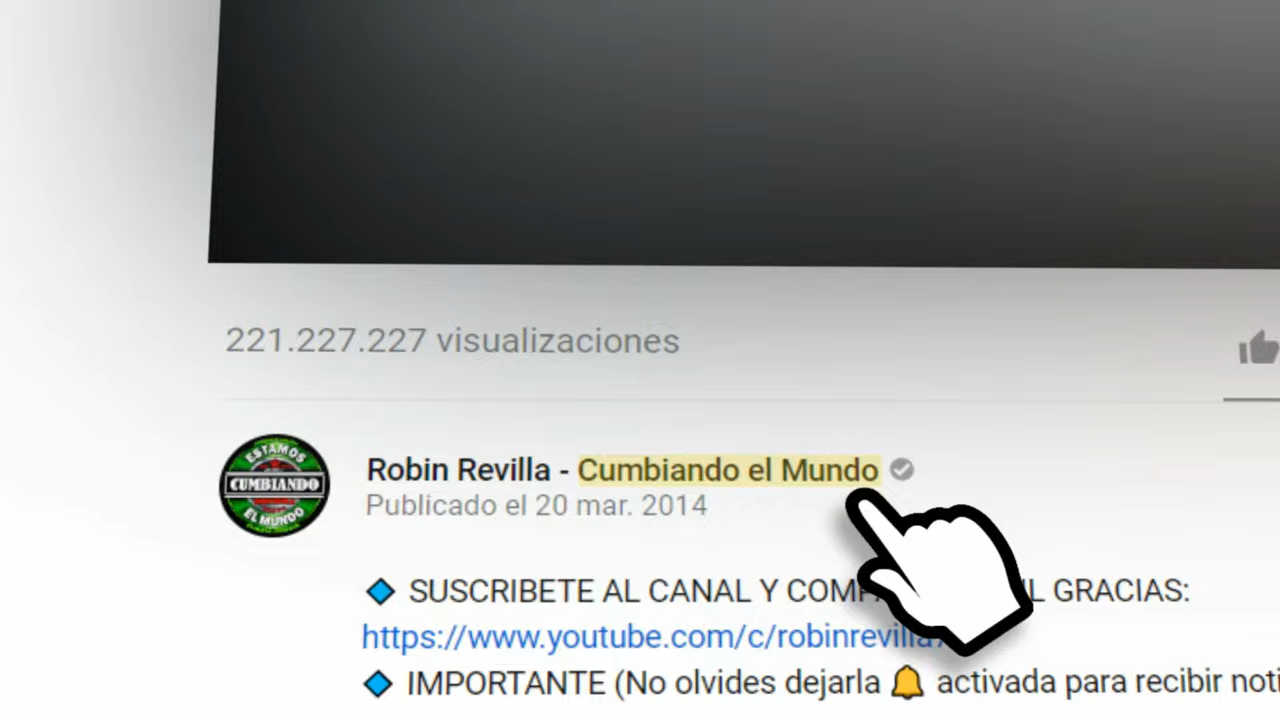 221.227.227 visualizaciones
ESTAMOS
CUMBIANDO
EL MUNDO
Robin Revilla - Cumbiando el Mundo
Publicado el 20 mar. 2014
SUSCRIBETE AL CANAL Y COMPA L GRACIAS:
https://www.youtube.com/c/robinrevilla
IMPORTANTE (No olvides dejarla 🔔 activada para recibir noti